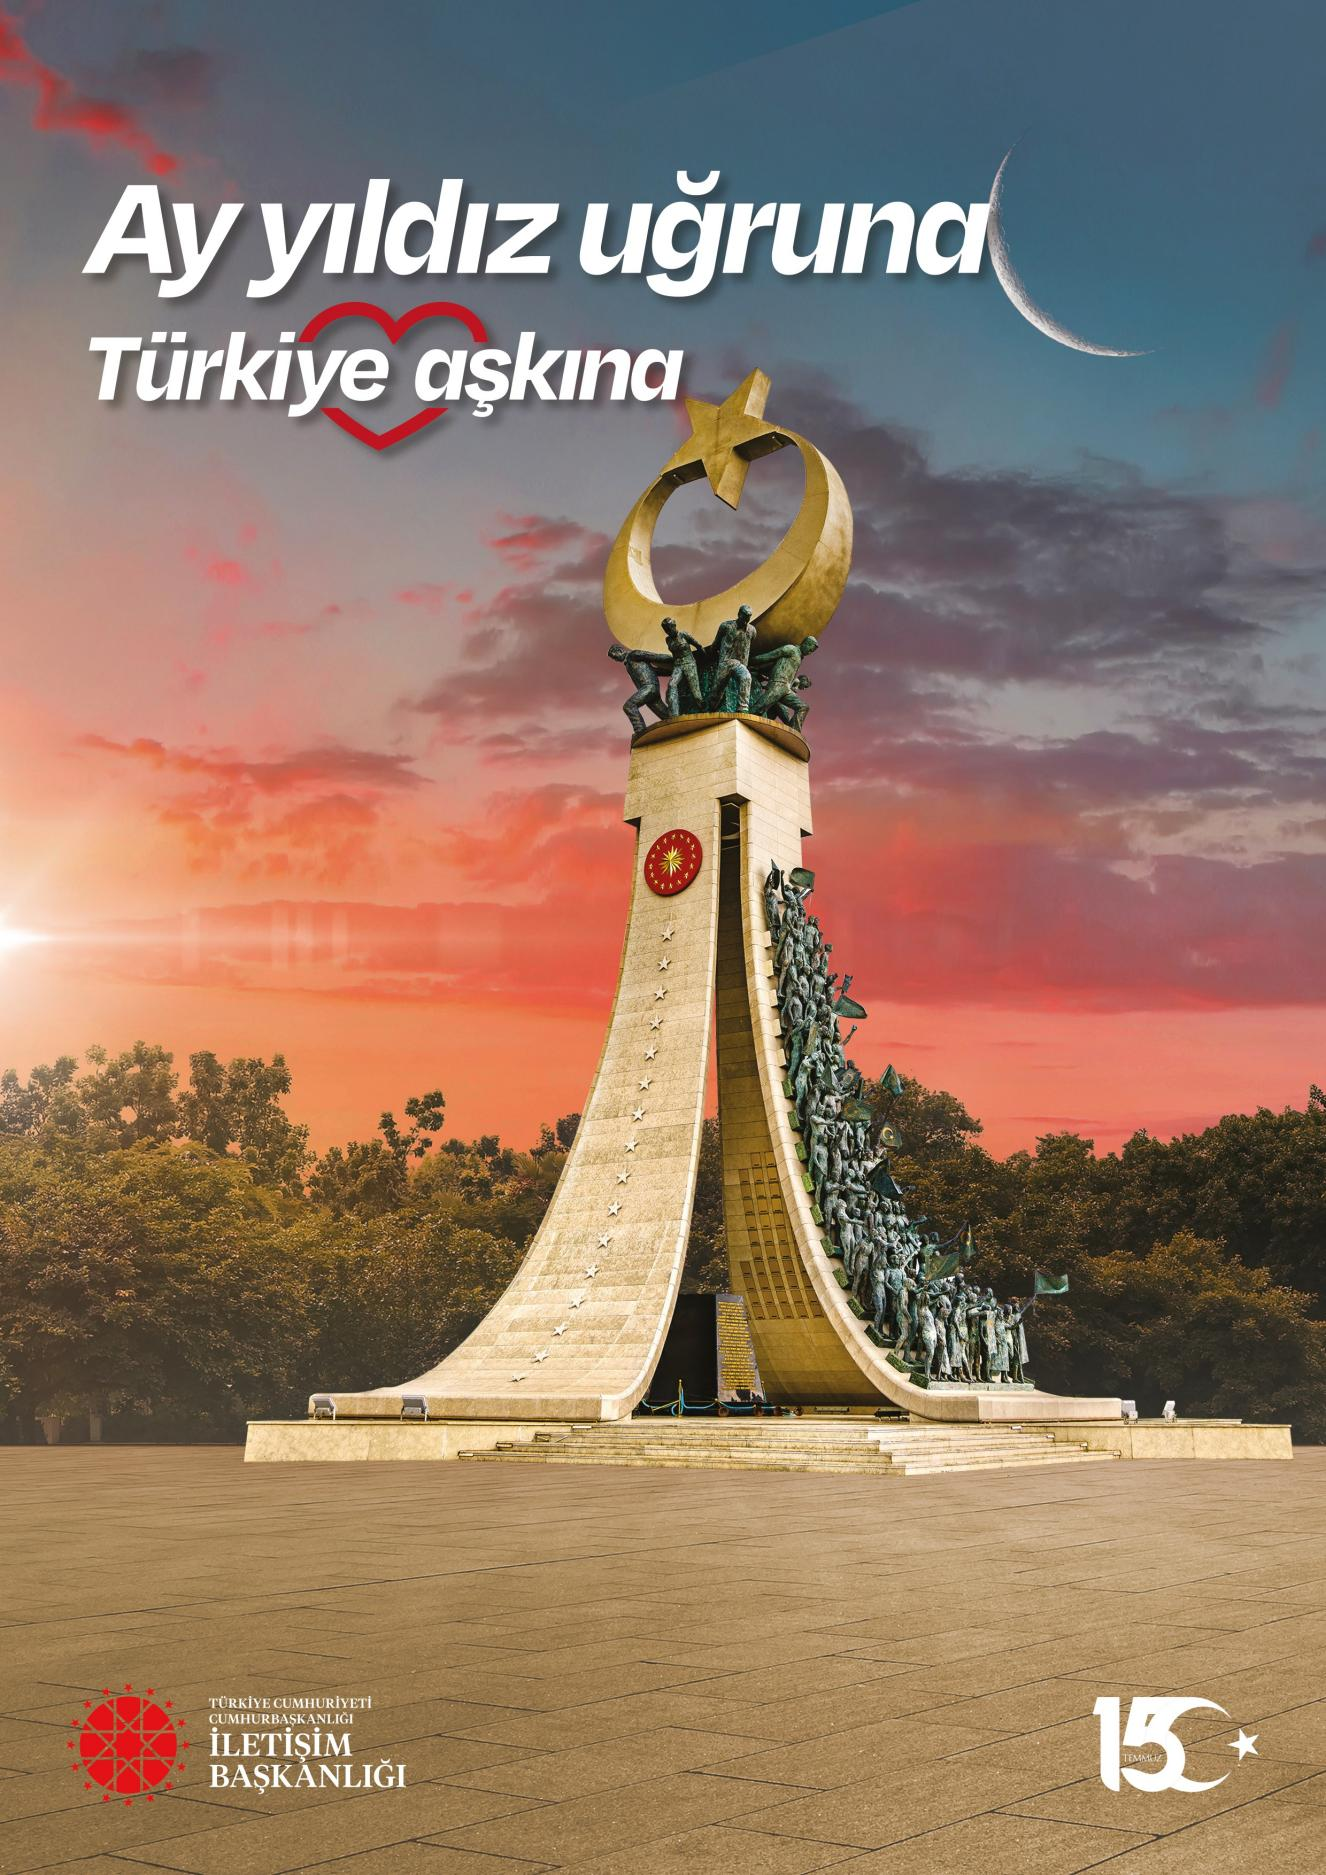 Ay yıldız uğruna
Türkiye aşkına
TÜRKİYE CUMHURİYETİ
CUMHURBAŞKANLIĞI
İLETİŞİM
BAŞKANLIĞI
15
TEMMUZ